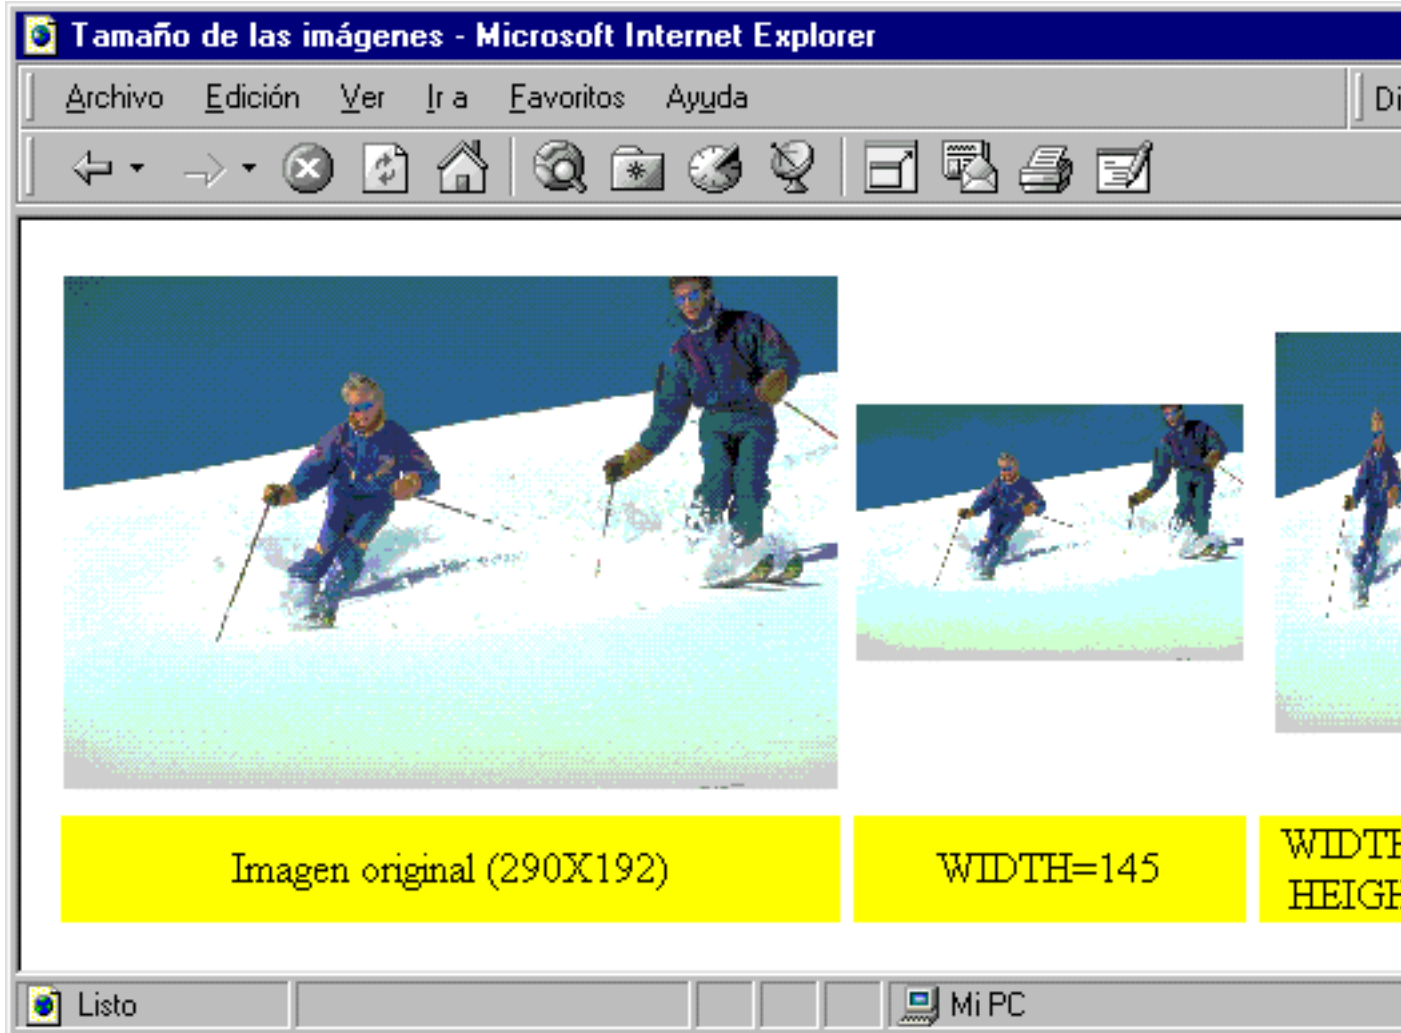 Tamaño de las imágenes - Microsoft Internet Explorer
Archivo Edición Ver Ir a Favoritos Ayuda
Imagen original (290X192)
WIDTH=145
Listo
Mi PC